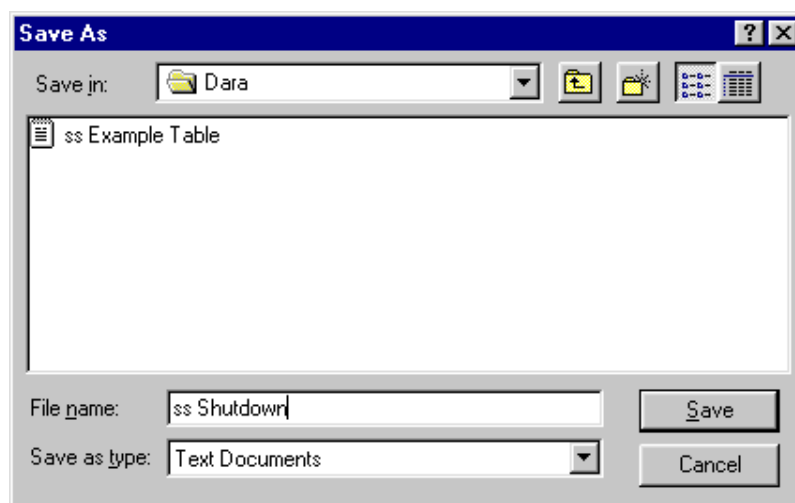 Save As
Save in: Dara
ss Example Table
File name: ss Shutdown Save
Save as type: Text Documents Cancel